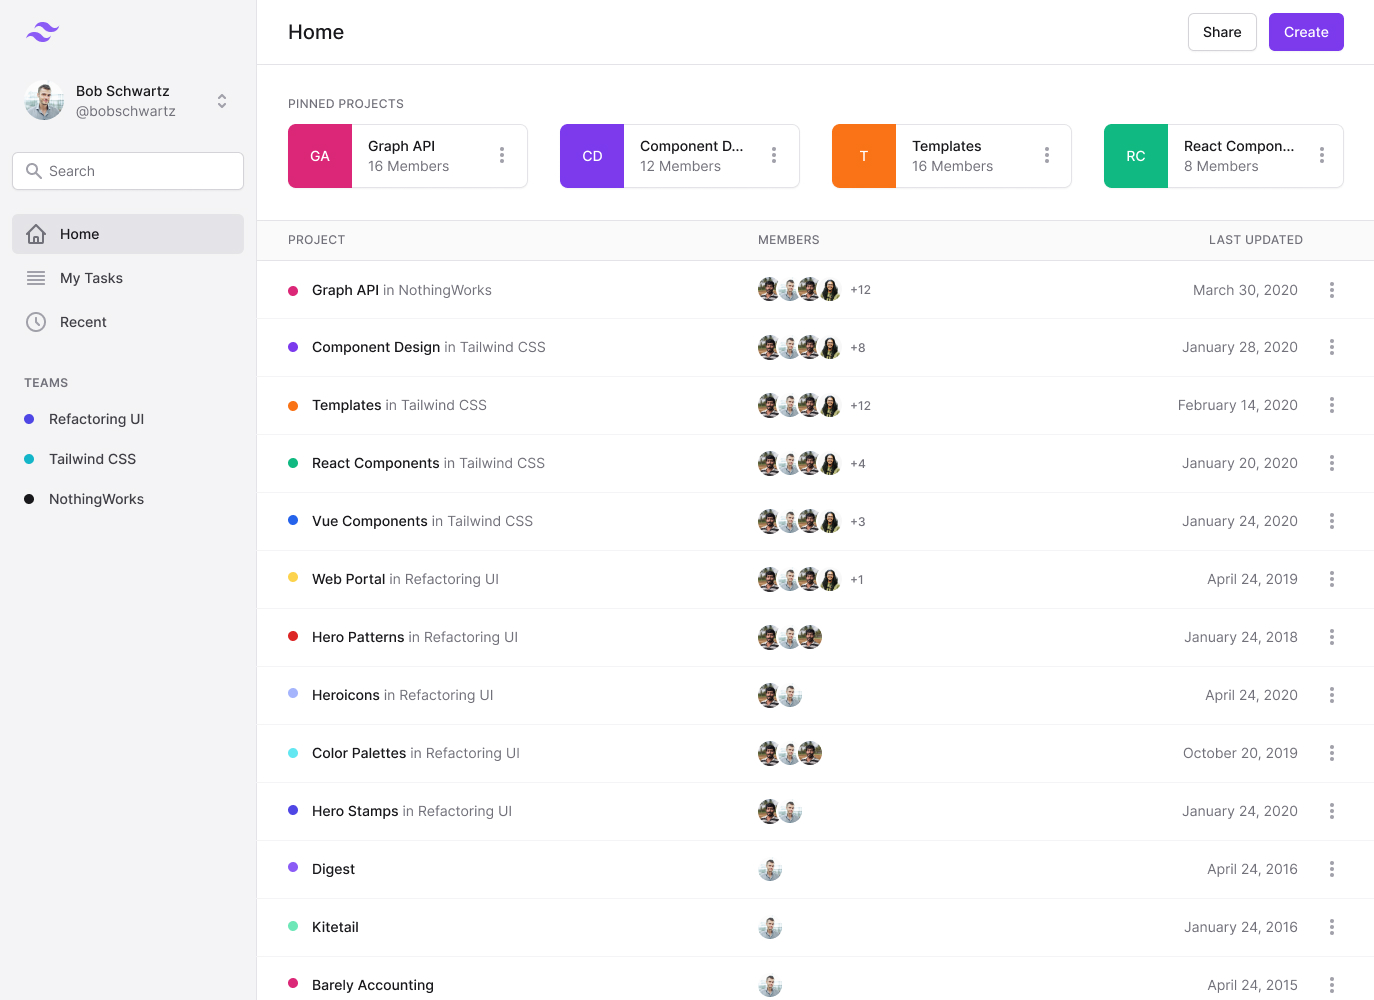 Home
Share
Create
Bob Schwartz
@bobschwartz
Search
Home
My Tasks
Recent
TEAMS
Refactoring UI
Tailwind CSS
NothingWorks
PINNED PROJECTS
GA
Graph API
16 Members
CD
Component D...
12 Members
T
Templates
16 Members
RC
React Compon...
8 Members
PROJECT MEMBERS LAST UPDATED
Graph API in NothingWorks +12 March 30, 2020
Component Design in Tailwind CSS +8 January 28, 2020
Templates in Tailwind CSS +12 February 14, 2020
React Components in Tailwind CSS +4 January 20, 2020
Vue Components in Tailwind CSS +3 January 24, 2020
Web Portal in Refactoring UI +1 April 24, 2019
Hero Patterns in Refactoring UI January 24, 2018
Heroicons in Refactoring UI April 24, 2020
Color Palettes in Refactoring UI October 20, 2019
Hero Stamps in Refactoring UI January 24, 2020
Digest April 24, 2016
Kitetail January 24, 2016
Barely Accounting April 24, 2015